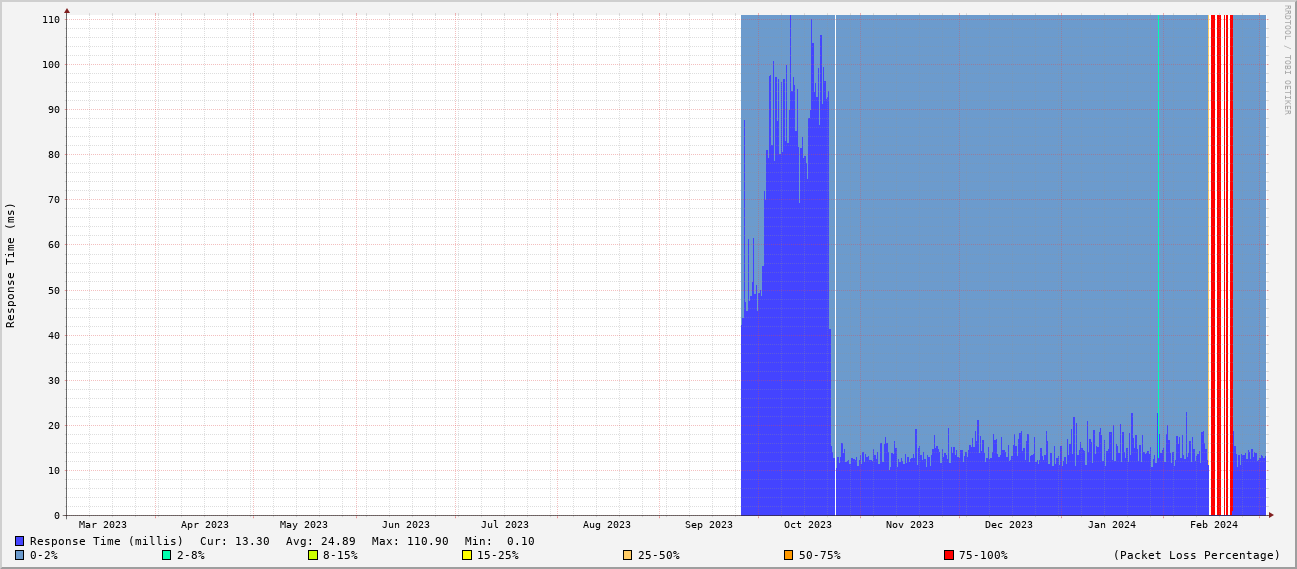 RRDTOOL / TOBI OETIKER
Response Time (ms)
110
100
90
80
70
60
50
40
30
20
10
0
Mar 2023 Apr 2023 May 2023 Jun 2023 Jul 2023 Aug 2023 Sep 2023 Oct 2023 Nov 2023 Dec 2023 Jan 2024 Feb 2024
Response Time (millis) Cur: 13.30 Avg: 24.89 Max: 110.90 Min: 0.10
0-2% 2-8% 8-15% 15-25% 25-50% 50-75% 75-100% (Packet Loss Percentage)